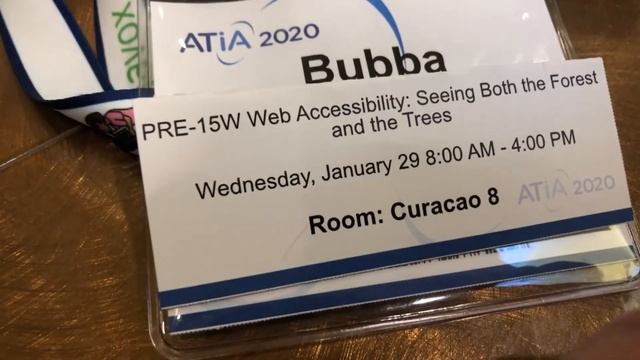 XOVO
ATiA 2020
Bubba
PRE-15W Web Accessibility: Seeing Both the Forest
and the Trees
Wednesday, January 29 8:00 AM - 4:00 PM
Room: Curacao 8
ATiA 2020